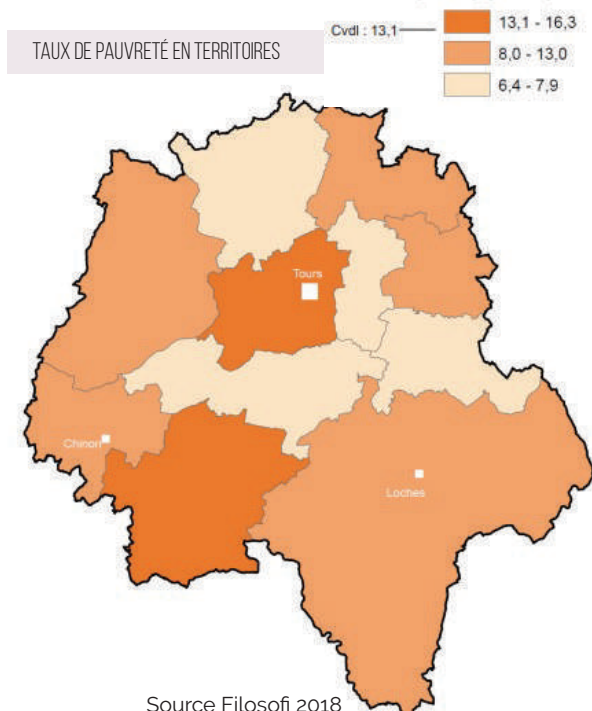 Cvdl : 13,1
13,1 - 16,3
8,0 - 13,0
6,4 - 7,9
TAUX DE PAUVRETÉ EN TERRITOIRES
Tours
Chinon
Loches
Source Filosofi 2018